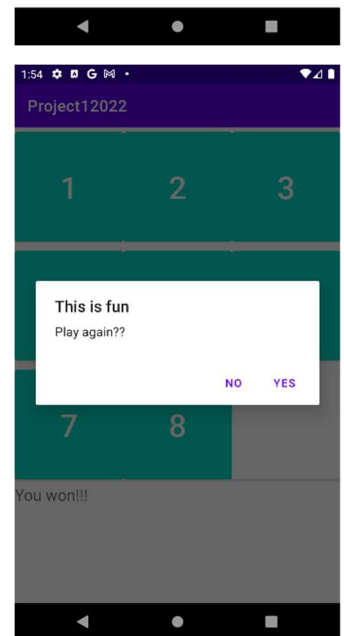 1:54 G M
Project12022
1 2 3
This is fun
Play again??
NO YES
7 8
You won!!!